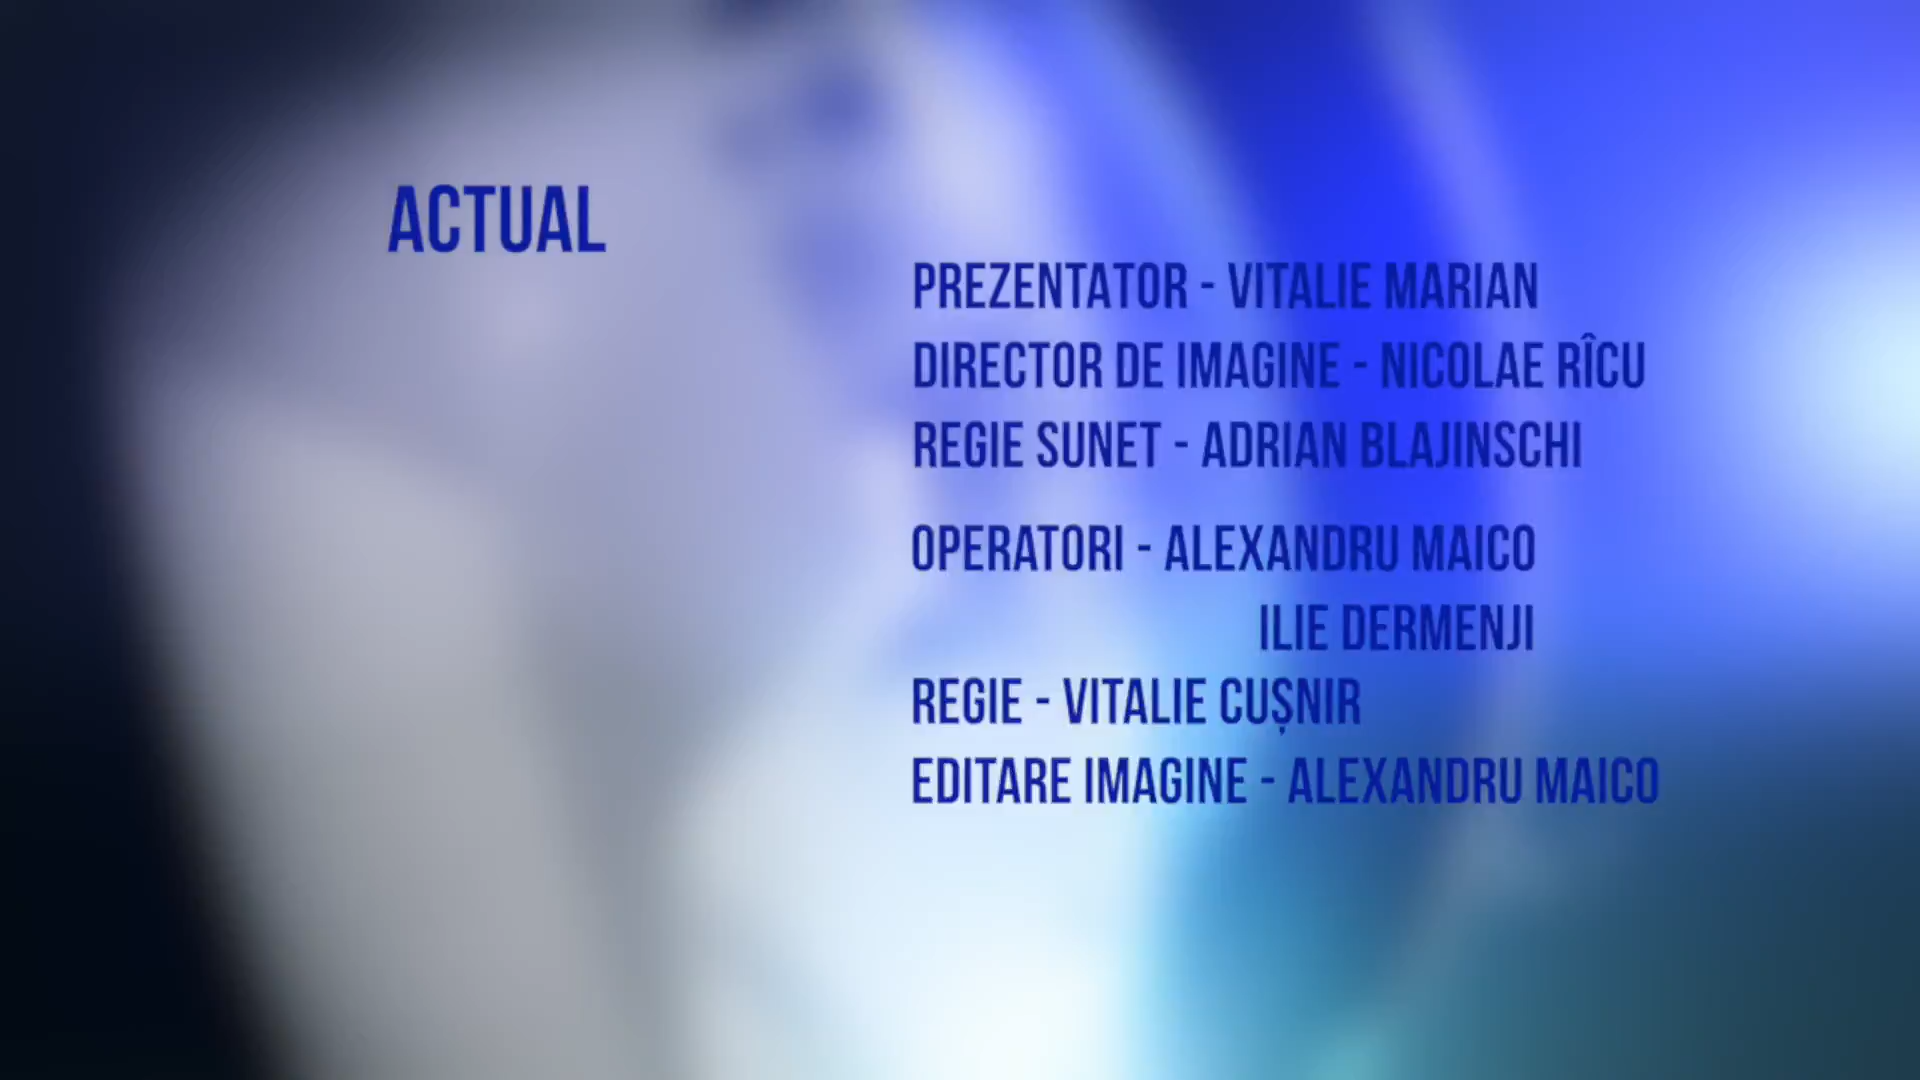 ACTUAL
PREZENTATOR - VITALIE MARIAN
DIRECTOR DE IMAGINE - NICOLAE RÎCU
REGIE SUNET - ADRIAN BLAJINSCHI
OPERATORI - ALEXANDRU MAICO
ILIE DERMENJI
REGIE - VITALIE CUȘNIR
EDITARE IMAGINE - ALEXANDRU MAICO